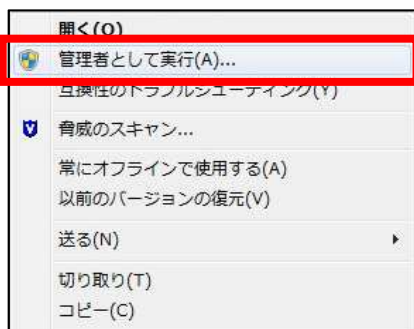 開く(O)
管理者として実行(A)...
互換性のトラブルシューティング(Y)
脅威のスキャン...
常にオフラインで使用する(A)
以前のバージョンの復元(V)
送る(N)
切り取り(T)
コピー(C)